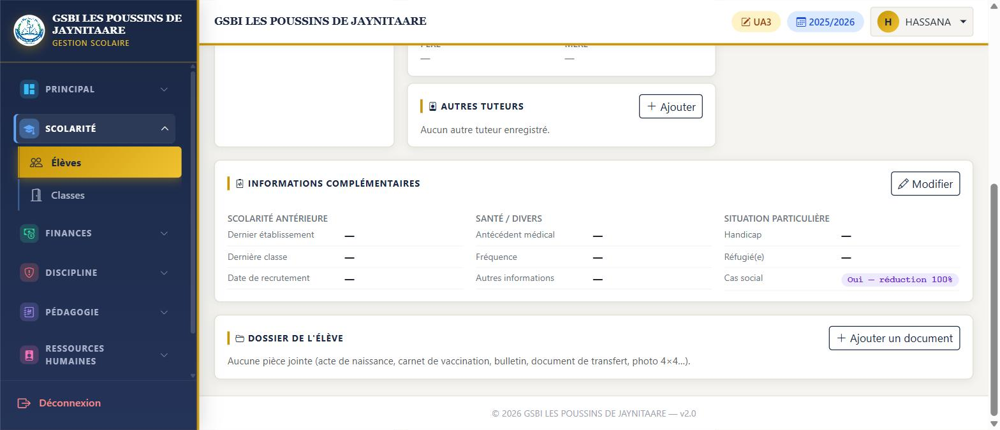 GSBI LES POUSSINS DE
JAYNITAARE
GESTION SCOLAIRE
PRINCIPAL
SCOLARITÉ
Élèves
Classes
FINANCES
DISCIPLINE
PÉDAGOGIE
RESSOURCES
HUMAINES
Déconnexion
GSBI LES POUSSINS DE JAYNITAARE
UA3
2025/2026
H HASSANA
PÈRE MÈRE
— —
AUTRES TUTEURS
+ Ajouter
Aucun autre tuteur enregistré.
INFORMATIONS COMPLÉMENTAIRES
Modifier
SCOLARITÉ ANTÉRIEURE
Dernier établissement —
Dernière classe —
Date de recrutement —
SANTÉ / DIVERS
Antécédent médical —
Fréquence —
Autres informations —
SITUATION PARTICULIÈRE
Handicap —
Réfugié(e) —
Cas social Oui — réduction 100%
DOSSIER DE L'ÉLÈVE
+ Ajouter un document
Aucune pièce jointe (acte de naissance, carnet de vaccination, bulletin, document de transfert, photo 4×4…).
© 2026 GSBI LES POUSSINS DE JAYNITAARE — v2.0